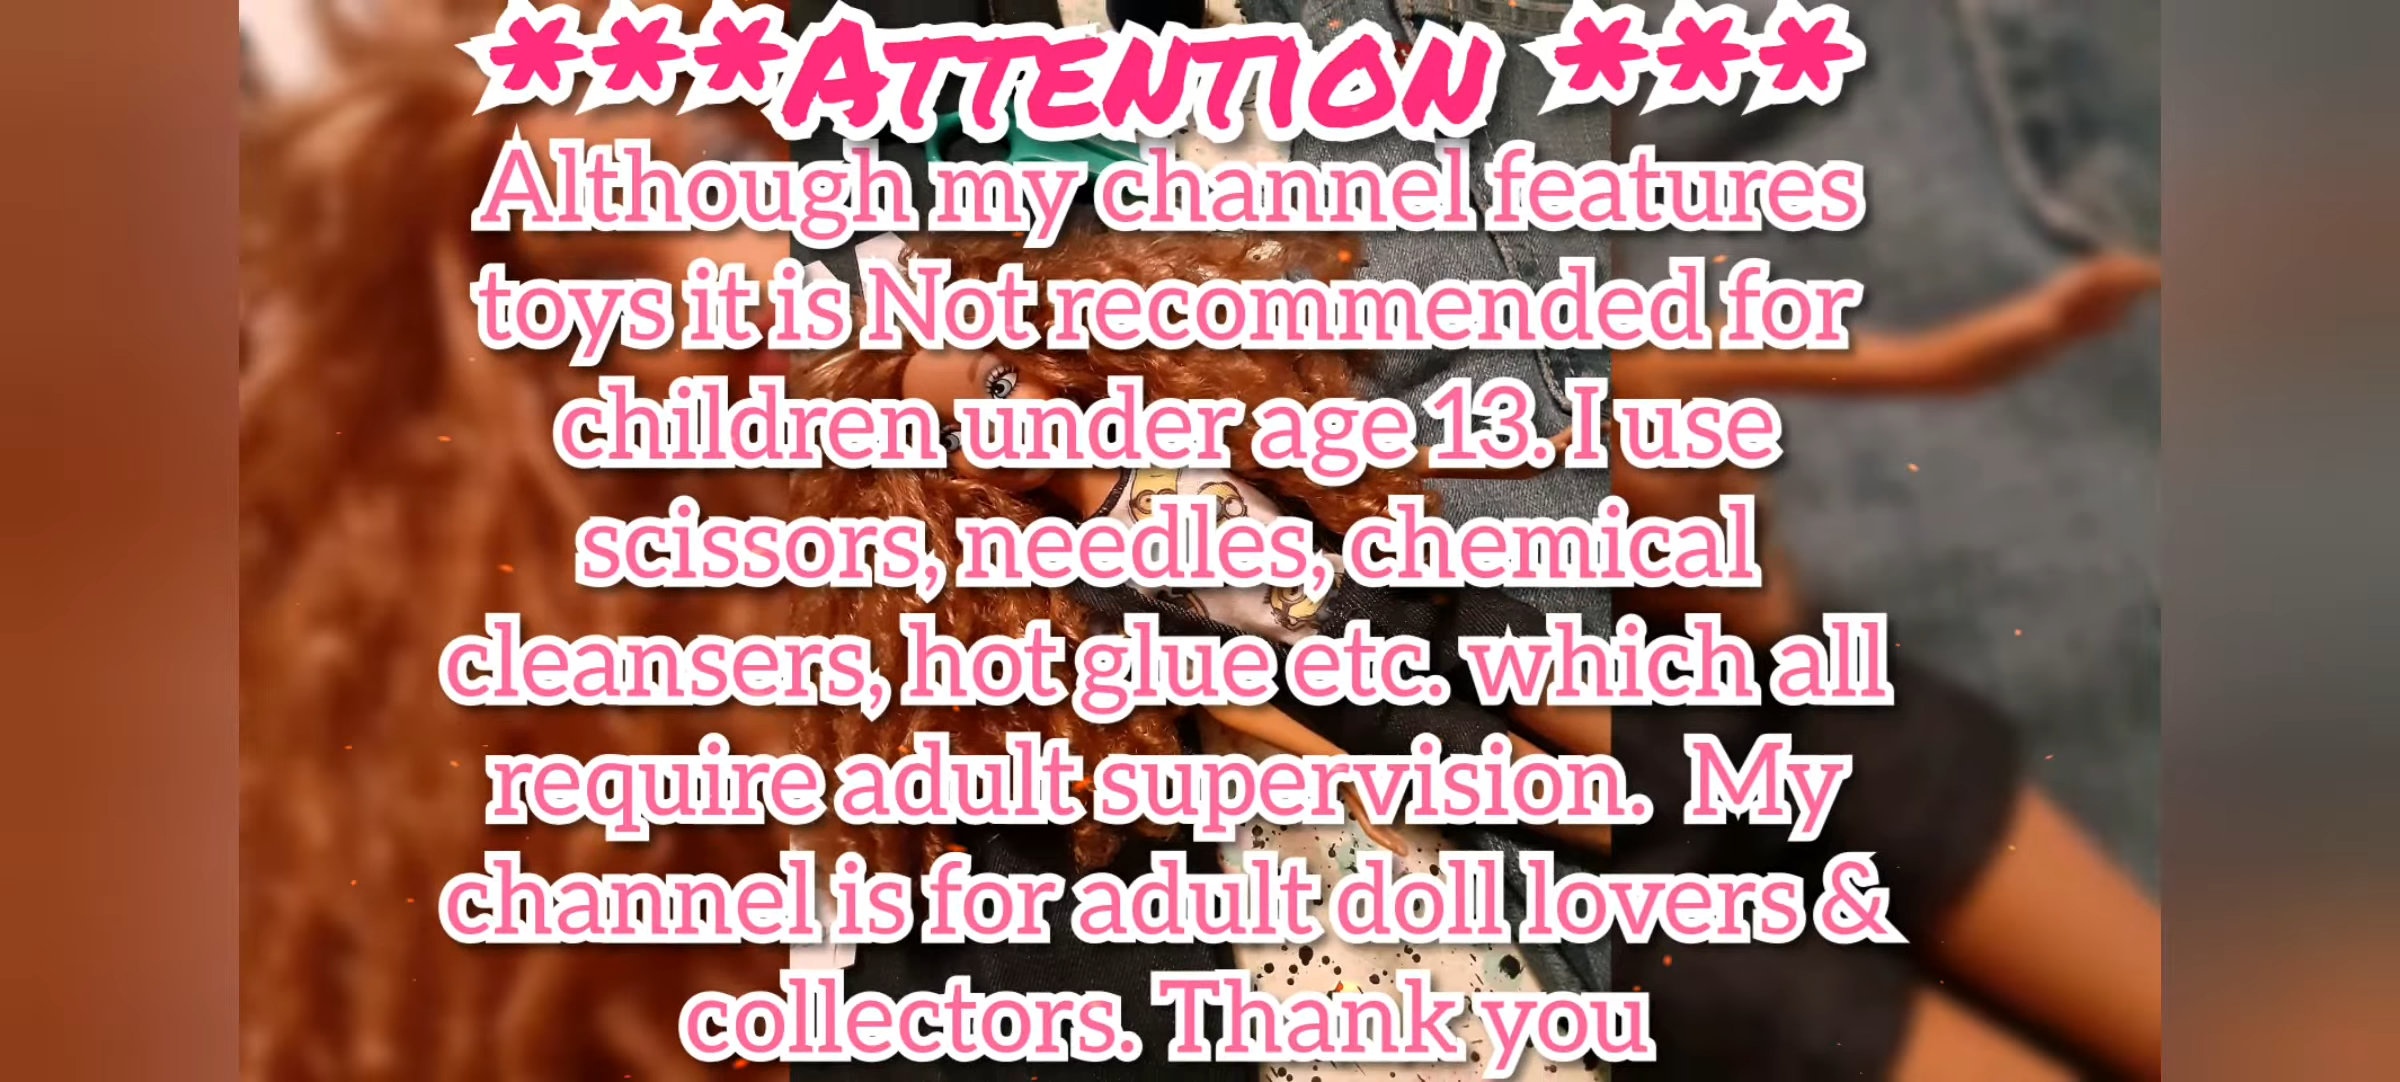 ***ATTENTION ***
Although my channel features
toys it is Not recommended for
children under age 13. I use
scissors, needles, chemical
cleansers, hot glue etc. which all
require adult supervision.  My
channel is for adult doll lovers &
collectors. Thank you